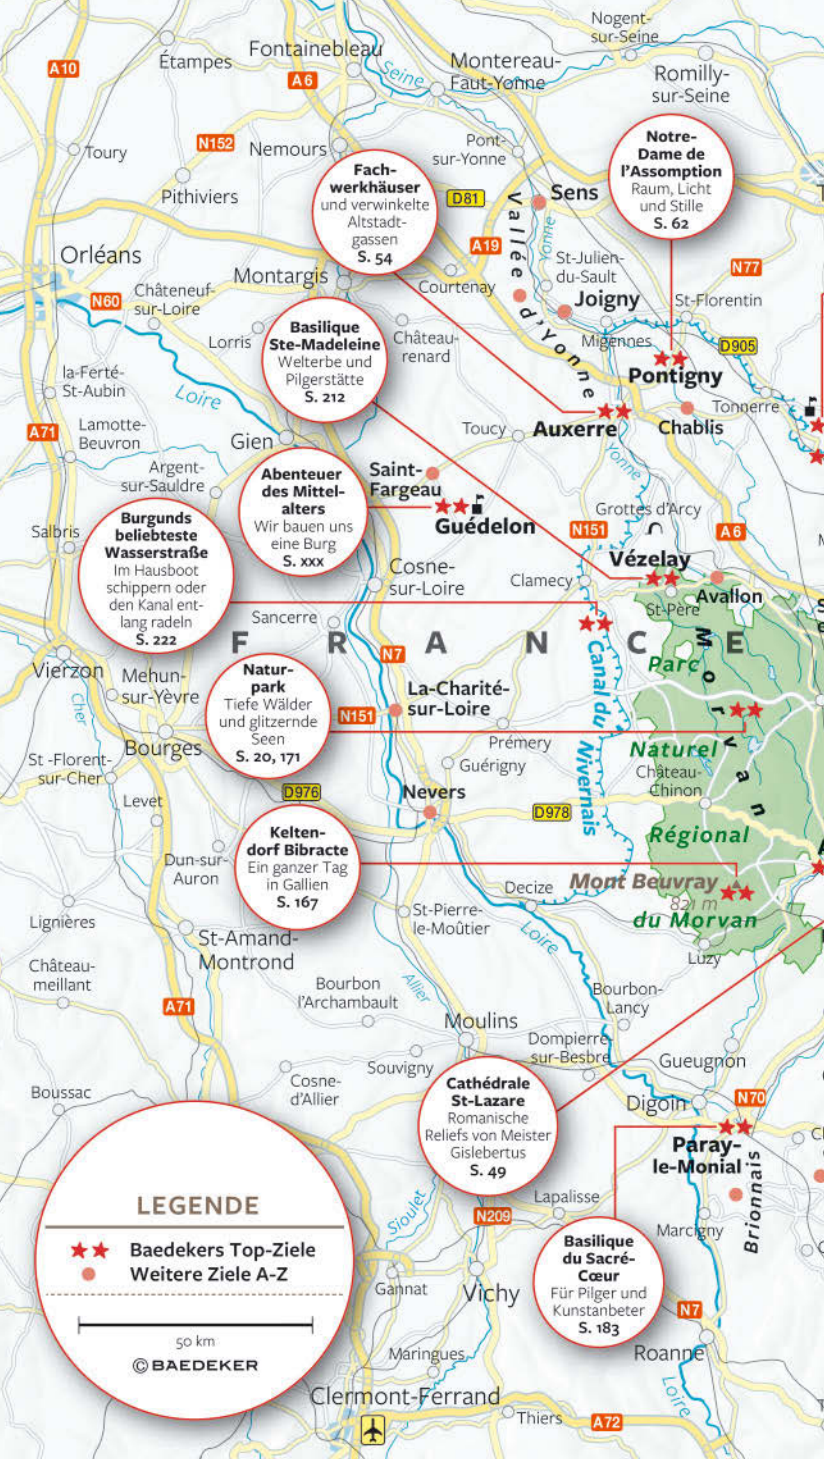 Nogent-
sur-Seine
Fontainebleau
A10
Étampes
A6
Seine
Montereau-
Faut-Yonne
Romilly-
sur-Seine
N152
Nemours
Toury
Pithiviers
Pont-
sur-Yonne
Notre-
Dame de
l'Assomption
Raum, Licht
und Stille
S. 62
Fach-
werkhäuser
und verwinkelte
Altstadt-
gassen
S. 54
D81
Sens
Yonne
Vallée d'Yonne
A19
St-Julien-
du-Sault
N77
Orléans
Montargis
Courtenay
Joigny
St-Florentin
N60
Châteneuf-
sur-Loire
Lorris
Basilique
Ste-Madeleine
Welterbe und
Pilgerstätte
S. 212
Château-
renard
Migennes
D905
Pontigny
la-Ferté-
St-Aubin
Loire
Auxerre
Chablis
Tonnerre
A71
Lamotte-
Beuvron
Gien
Toucy
Yonne
Argent-
sur-Sauldre
Abenteuer
des Mittel-
alters
Wir bauen uns
eine Burg
S. xxx
Saint-
Fargeau
Guédelon
Grottes d'Arcy
N151
A6
Salbris
Burgunds
beliebteste
Wasserstraße
Im Hausboot
schippern oder
den Kanal ent-
lang radeln
S. 222
Cosne-
sur-Loire
Clamecy
Vézelay
Avallon
St-Père
Sancerre
FRANCE
N7
Vierzon
Cher
Mehun-
sur-Yèvre
Natur-
park
Tiefe Wälder
und glitzernde
Seen
S. 20, 171
N151
La-Charité-
sur-Loire
Canal du
Nivernais
Parc
Morvan
Bourges
Prémery
Naturel
St -Florent-
sur-Cher
Guérigny
Château-
Chinon
Levet
D976
Nevers
D978
Kelten-
dorf Bibracte
Ein ganzer Tag
in Gallien
S. 167
Régional
Dun-sur-
Auron
Decize
Mont Beuvray
821 m
du Morvan
Lignières
St-Amand-
Montrond
St-Pierre-
le-Moûtier
Loire
Luzy
Château-
meillant
Bourbon
l'Archambault
Allier
Bourbon-
Lancy
A71
Moulins
Dompierre-
sur-Besbre
Gueugnon
Souvigny
Cosne-
d'Allier
Boussac
Cathédrale
St-Lazare
Romanische
Reliefs von Meister
Gislebertus
S. 49
Digoin
N70
Paray-
le-Monial
Brionnais
LEGENDE
Baedekers Top-Ziele
Weitere Ziele A-Z
50 km
© BAEDEKER
Sioulet
N209
Lapalisse
Marcigny
Basilique
du Sacré-
Cœur
Für Pilger und
Kunstanbeter
S. 183
Gannat
Vichy
N7
Roanne
Maringues
Clermont-Ferrand
Loire
Thiers
A72